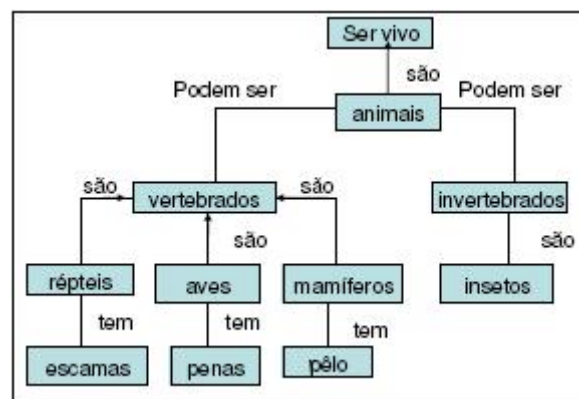 Ser vivo
são
Podem ser
Podem ser
animais
são
vertebrados
são
invertebrados
são
são
répteis
aves
mamíferos
insetos
tem
tem
tem
escamas
penas
pêlo